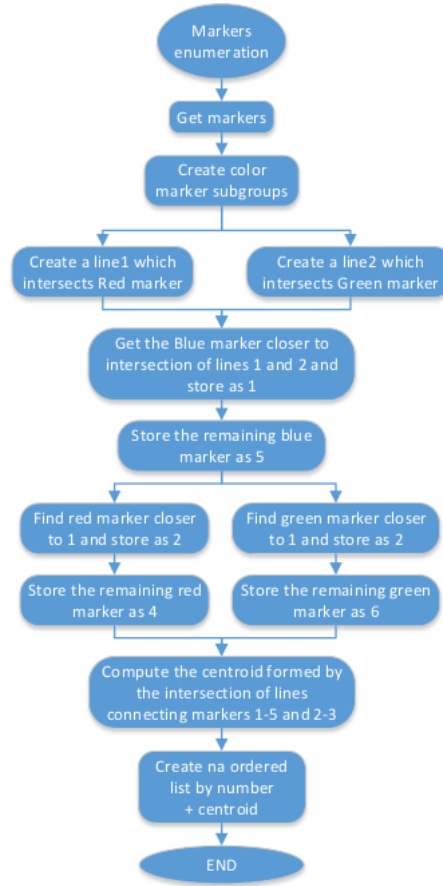 Markers
enumeration
Get markers
Create color
marker subgroups
Create a line1 which
intersects Red marker
Create a line2 which
intersects Green marker
Get the Blue marker closer to
intersection of lines 1 and 2 and
store as 1
Store the remaining blue
marker as 5
Find red marker closer
to 1 and store as 2
Find green marker closer
to 1 and store as 2
Store the remaining red
marker as 4
Store the remaining green
marker as 6
Compute the centroid formed by
the intersection of lines
connecting markers 1-5 and 2-3
Create na ordered
list by number
+ centroid
END